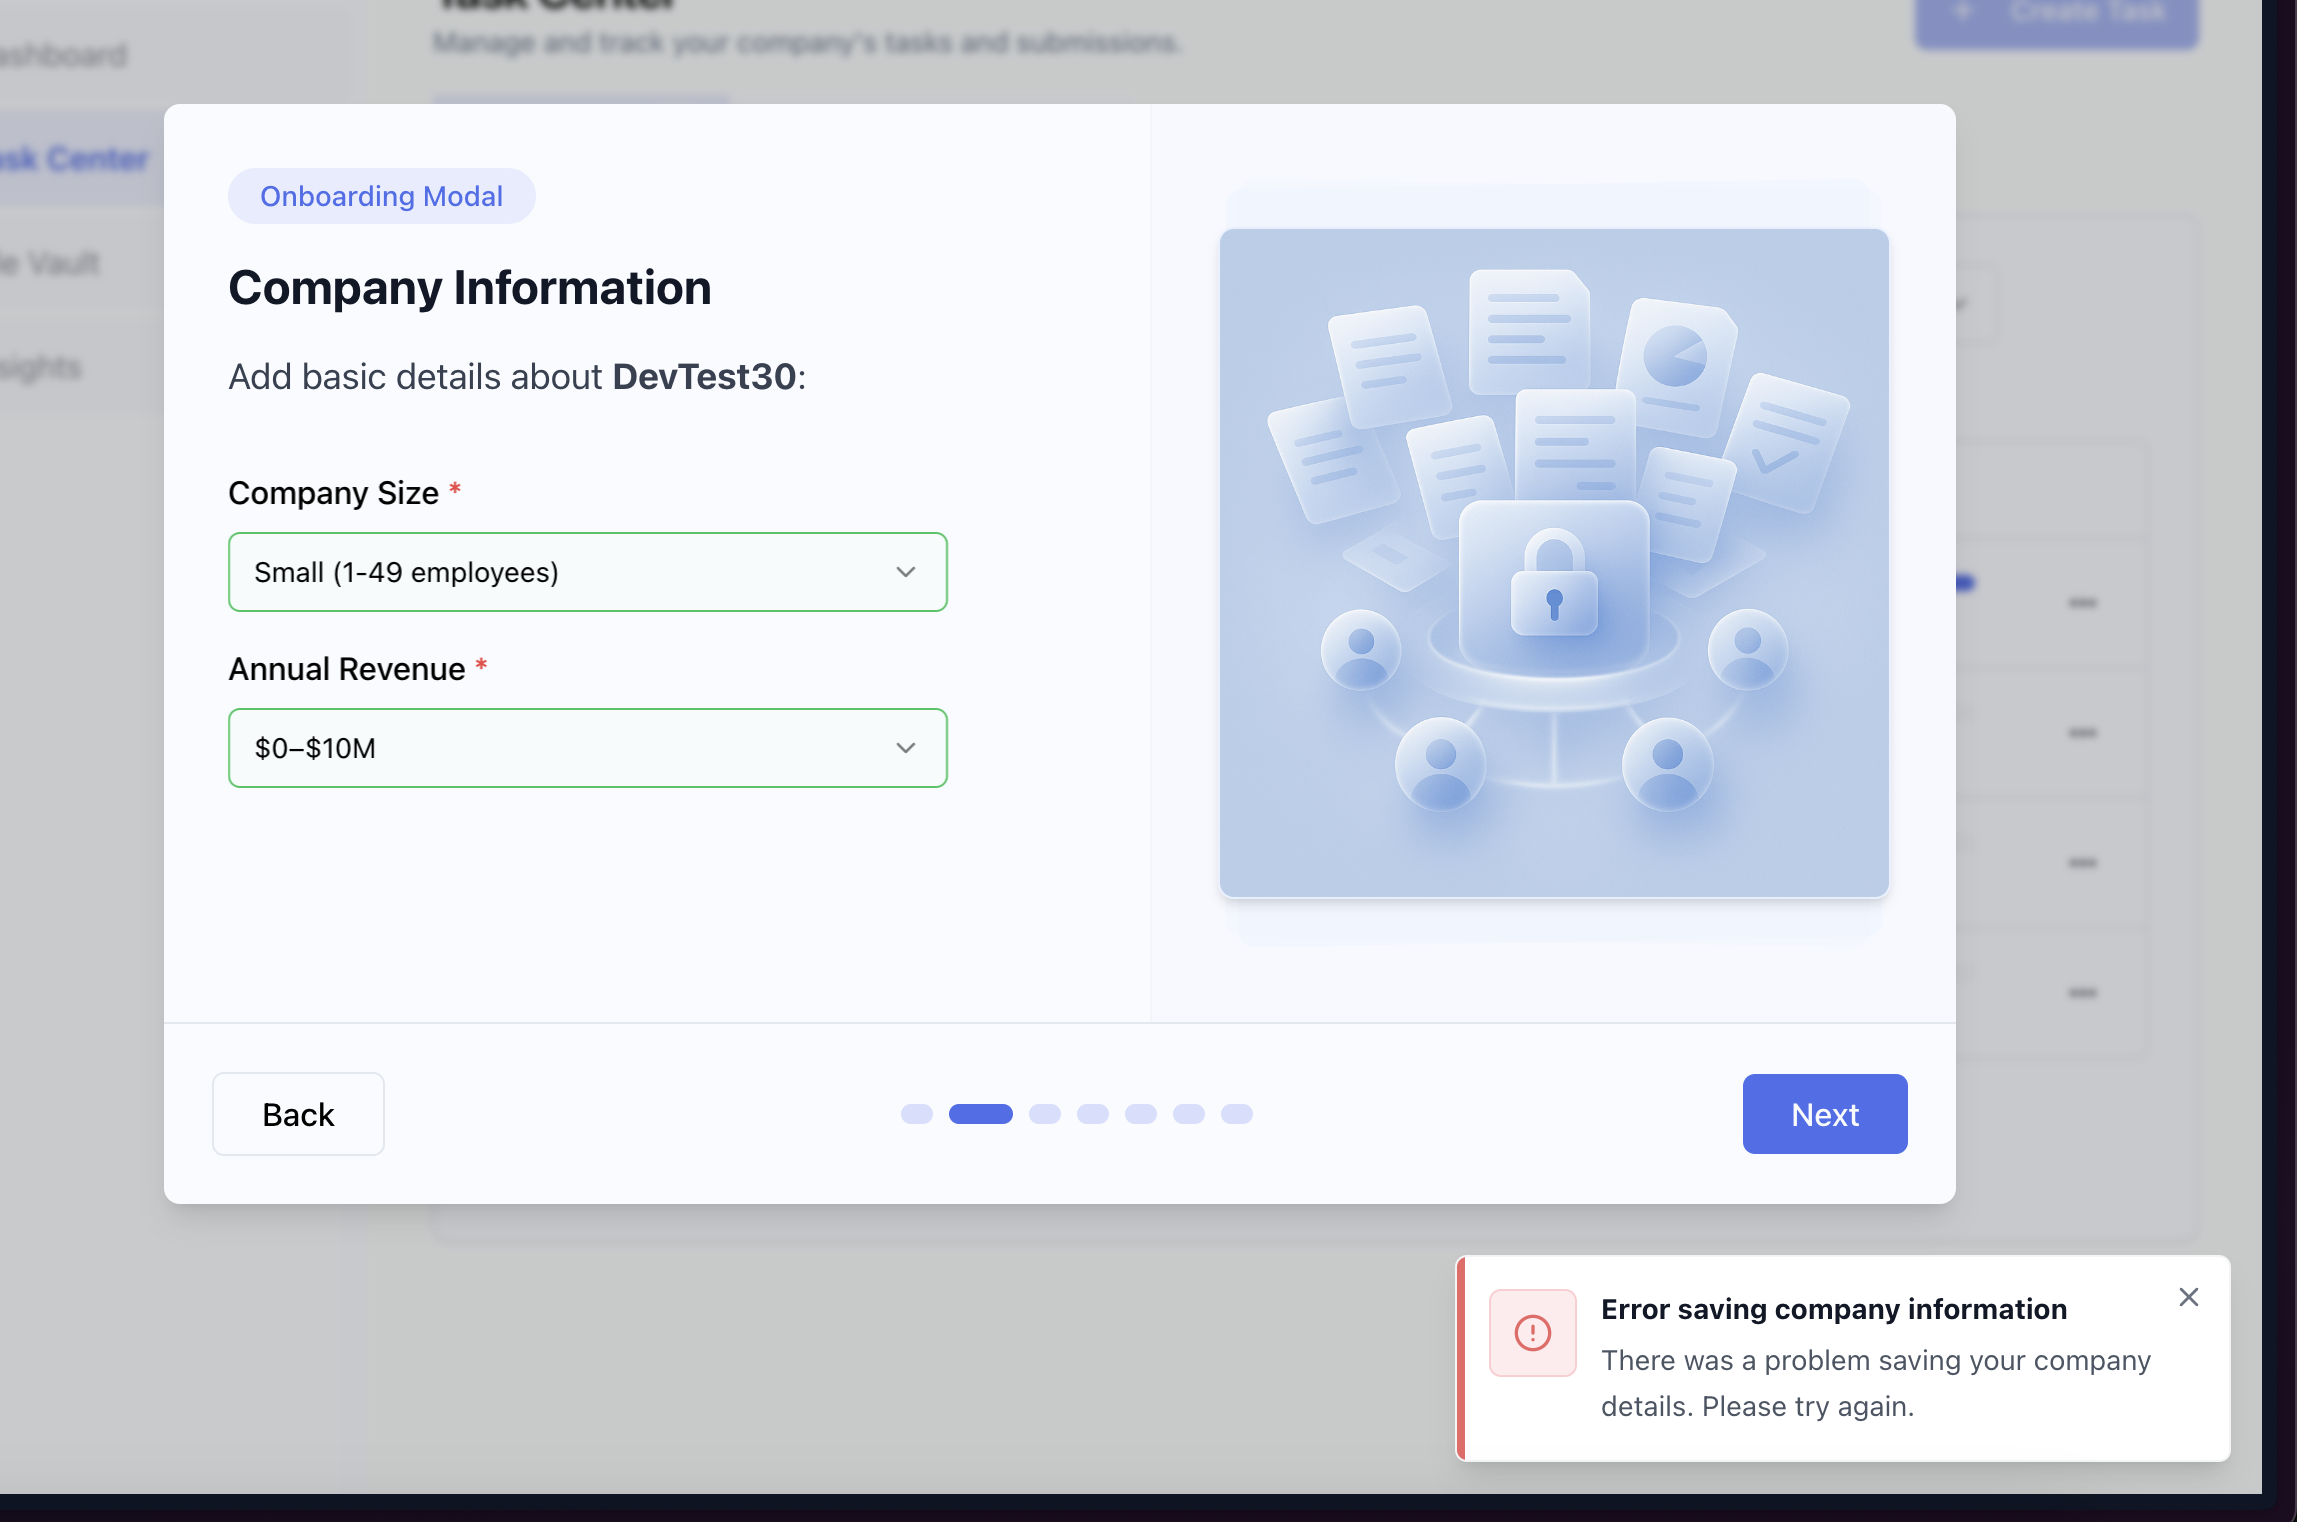 Task Center
Manage and track your company's tasks and submissions.
Create Task
ashboard
ask Center
le Vault
sights
Onboarding Modal
Company Information
Add basic details about DevTest30:
Company Size *
Small (1-49 employees)
Annual Revenue *
$0–$10M
Back
Next
Error saving company information
There was a problem saving your company
details. Please try again.